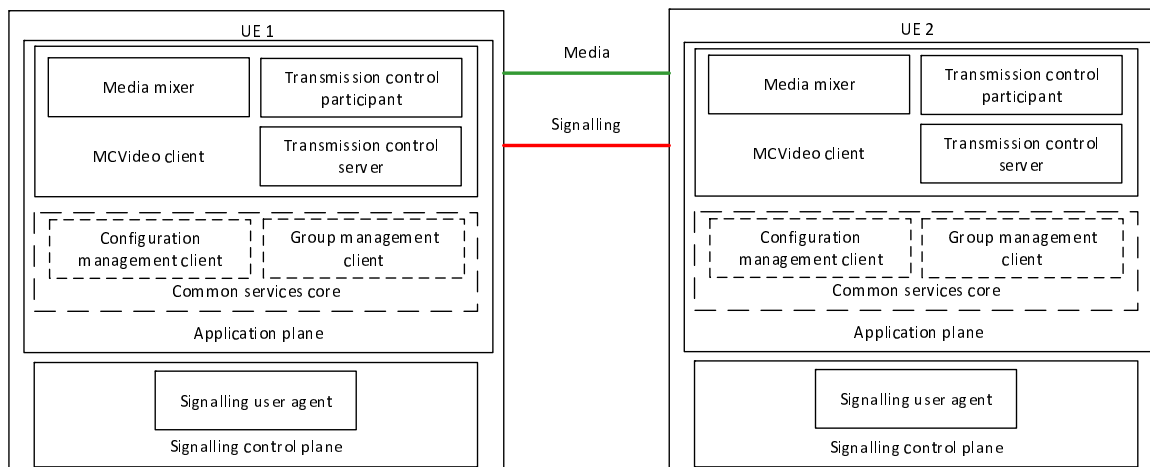 UE 1
Media mixer
Transmission control
participant
MCVideo client
Transmission control
server
Configuration
management client
Group management
client
Common services core
Application plane
Signalling user agent
Signalling control plane
Media
Signalling
UE 2
Media mixer
Transmission control
participant
MCVideo client
Transmission control
server
Configuration
management client
Group management
client
Common services core
Application plane
Signalling user agent
Signalling control plane